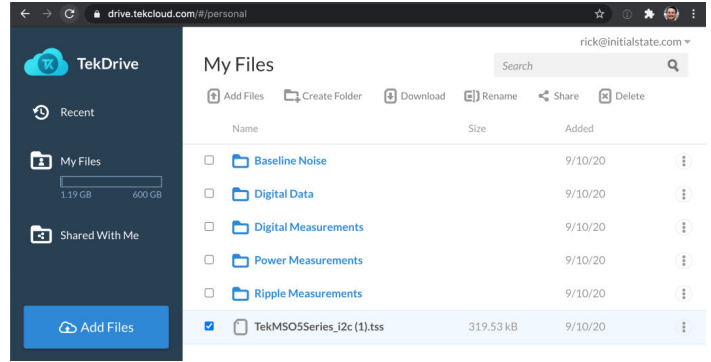 drive.tekcloud.com/#/personal
rick@initialstate.com
TekDrive
My Files
Search
Add Files Create Folder Download Rename Share Delete
Recent
Name Size Added
My Files
1.19 GB 600 GB
Shared With Me
Add Files
Baseline Noise 9/10/20
Digital Data 9/10/20
Digital Measurements 9/10/20
Power Measurements 9/10/20
Ripple Measurements 9/10/20
TekMSO5Series_i2c (1).tss 319.53 kB 9/10/20